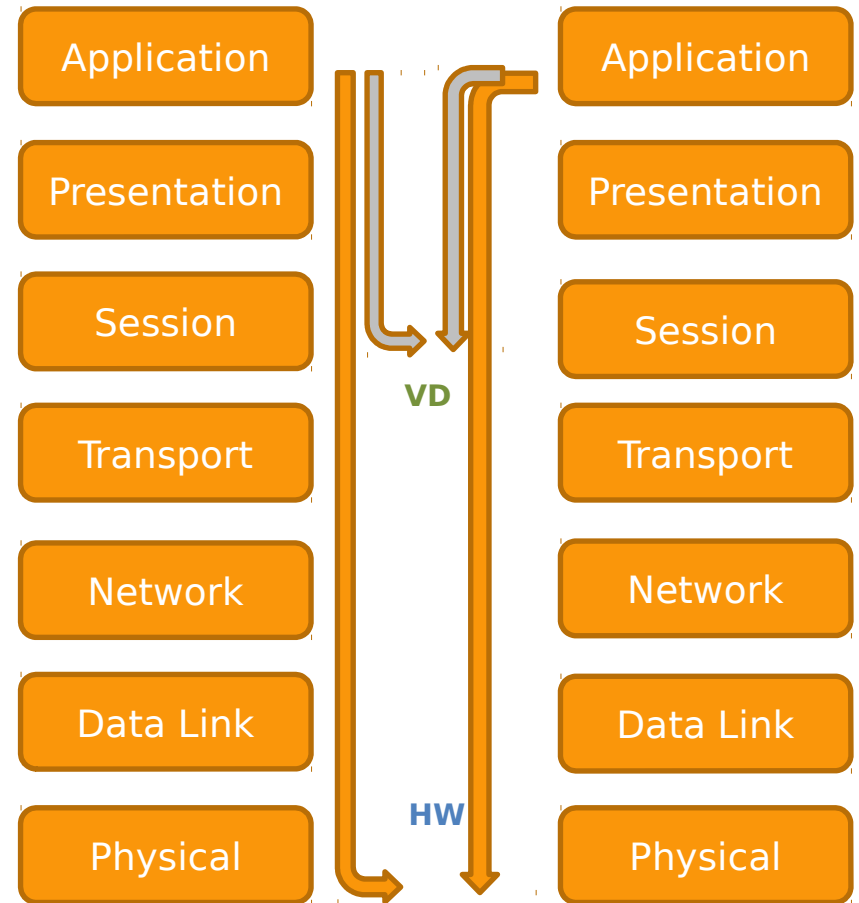 Application
Application
Presentation
Presentation
Session
Session
VD
Transport
Transport
Network
Network
Data Link
Data Link
HW
Physical
Physical